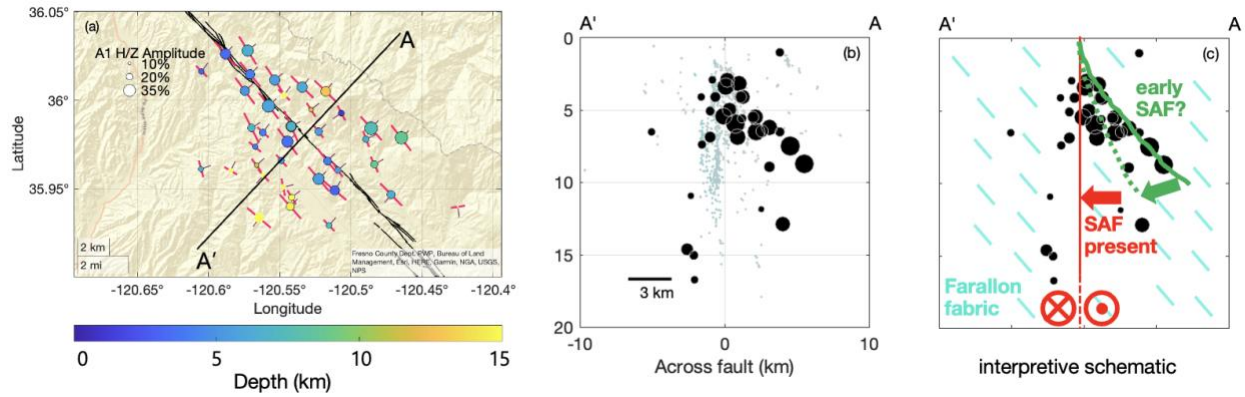 (a)
36.05°
36°
35.95°
Latitude
A1 H/Z Amplitude
10%
20%
35%
A
A'
2 km
2 mi
Fresno County Dept. PWP, Bureau of Land
Management, Esri, HERE, Garmin, NGA, USGS,
NPS
-120.65 -120.6 -120.55 -120.5 -120.45 -120.4
Longitude
0 5 10 15
Depth (km)
A' A
(b)
0
5
10
15
20
3 km
-10 0 10
Across fault (km)
A' A
(c)
early
SAF?
SAF
present
Farallon
fabric
interpretive schematic